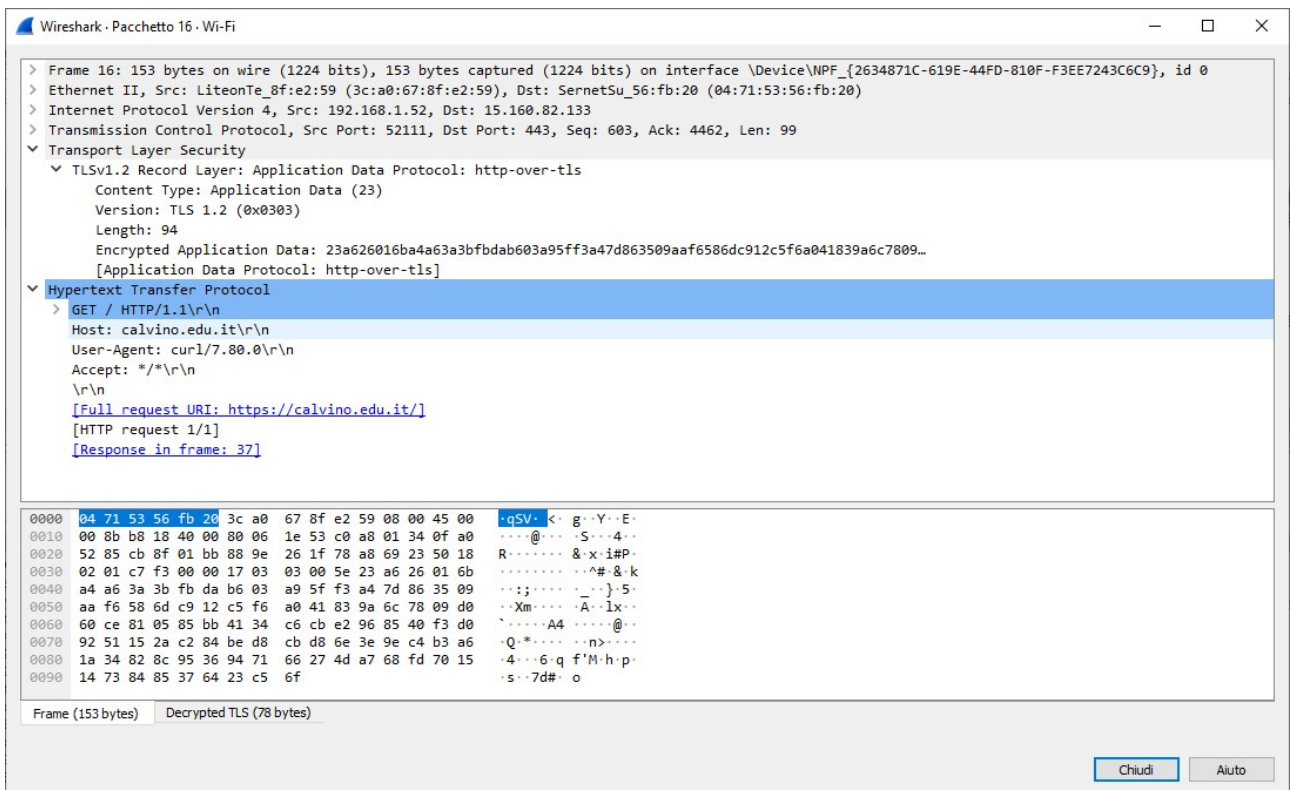 Wireshark · Pacchetto 16 · Wi-Fi
> Frame 16: 153 bytes on wire (1224 bits), 153 bytes captured (1224 bits) on interface \Device\NPF_{2634871C-619E-44FD-810F-F3EE7243C6C9}, id 0
> Ethernet II, Src: LiteonTe_8f:e2:59 (3c:a0:67:8f:e2:59), Dst: SernetSu_56:fb:20 (04:71:53:56:fb:20)
> Internet Protocol Version 4, Src: 192.168.1.52, Dst: 15.160.82.133
> Transmission Control Protocol, Src Port: 52111, Dst Port: 443, Seq: 603, Ack: 4462, Len: 99
Transport Layer Security
TLSv1.2 Record Layer: Application Data Protocol: http-over-tls
Content Type: Application Data (23)
Version: TLS 1.2 (0x0303)
Length: 94
Encrypted Application Data: 23a626016ba4a63a3bfbdab603a95ff3a47d863509aaf6586dc912c5f6a041839a6c7809…
[Application Data Protocol: http-over-tls]
Hypertext Transfer Protocol
> GET / HTTP/1.1\r\n
Host: calvino.edu.it\r\n
User-Agent: curl/7.80.0\r\n
Accept: */*\r\n
\r\n
[Full request URI: https://calvino.edu.it/]
[HTTP request 1/1]
[Response in frame: 37]
0000 04 71 53 56 fb 20 3c a0 67 8f e2 59 08 00 45 00 ·qSV· <· g··Y··E·
0010 00 8b b8 18 40 00 80 06 1e 53 c0 a8 01 34 0f a0 ····@··· ·S···4··
0020 52 85 cb 8f 01 bb 88 9e 26 1f 78 a8 69 23 50 18 R······· &·x·i#P·
0030 02 01 c7 f3 00 00 17 03 03 00 5e 23 a6 26 01 6b ········ ··^#·&·k
0040 a4 a6 3a 3b fb da b6 03 a9 5f f3 a4 7d 86 35 09 ··:;···· ·_··}·5·
0050 aa f6 58 6d c9 12 c5 f6 a0 41 83 9a 6c 78 09 d0 ··Xm···· ·A··lx··
0060 60 ce 81 05 85 bb 41 34 c6 cb e2 96 85 40 f3 d0 `·····A4 ·····@··
0070 92 51 15 2a c2 84 be d8 cb d8 6e 3e 9e c4 b3 a6 ·Q·*···· ··n>····
0080 1a 34 82 8c 95 36 94 71 66 27 4d a7 68 fd 70 15 ·4···6·q f'M·h·p·
0090 14 73 84 85 37 64 23 c5 6f ·s··7d#· o
Frame (153 bytes) Decrypted TLS (78 bytes)
Chiudi Aiuto